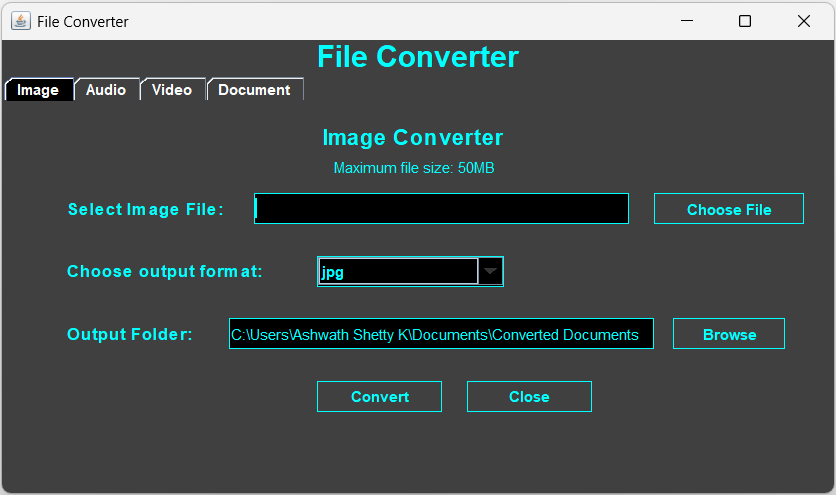 File Converter
File Converter
Image Audio Video Document
Image Converter
Maximum file size: 50MB
Select Image File: Choose File
Choose output format: jpg
Output Folder: C:\Users\Ashwath Shetty K\Documents\Converted Documents Browse
Convert Close